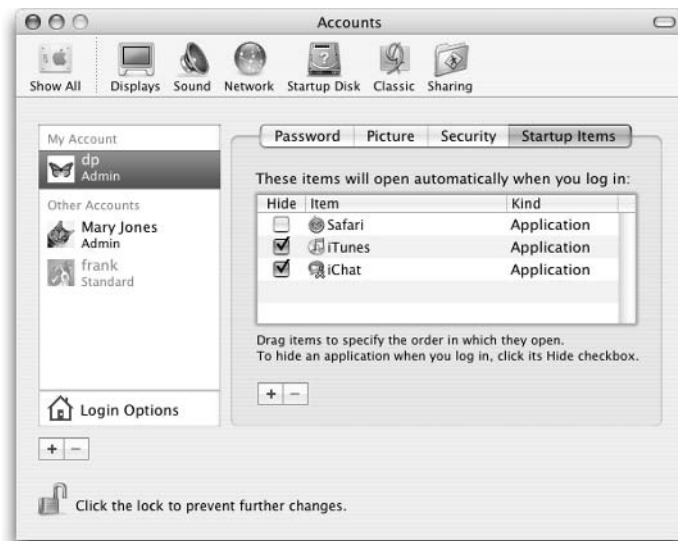 Accounts
Show All Displays Sound Network Startup Disk Classic Sharing
My Account
dp
Admin
Other Accounts
Mary Jones
Admin
frank
Standard
Login Options
+ −
Click the lock to prevent further changes.
Password Picture Security Startup Items
These items will open automatically when you log in:
Hide Item Kind
Safari Application
iTunes Application
iChat Application
Drag items to specify the order in which they open.
To hide an application when you log in, click its Hide checkbox.
+ −